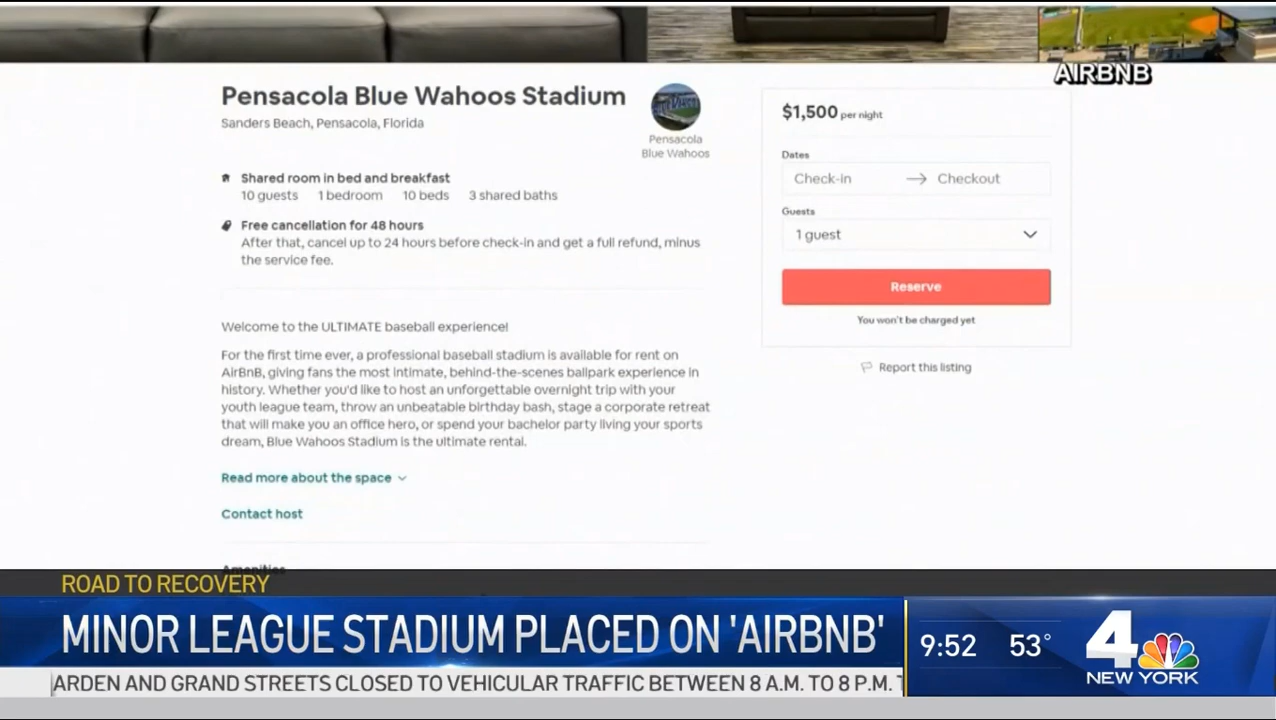 AIRBNB
Pensacola Blue Wahoos Stadium
Sanders Beach, Pensacola, Florida
Pensacola
Blue Wahoos
Shared room in bed and breakfast
10 guests 1 bedroom 10 beds 3 shared baths
Free cancellation for 48 hours
After that, cancel up to 24 hours before check-in and get a full refund, minus
the service fee.
Welcome to the ULTIMATE baseball experience!
For the first time ever, a professional baseball stadium is available for rent on
AirBnB, giving fans the most intimate, behind-the-scenes ballpark experience in
history. Whether you'd like to host an unforgettable overnight trip with your
youth league team, throw an unbeatable birthday bash, stage a corporate retreat
that will make you an office hero, or spend your bachelor party living your sports
dream, Blue Wahoos Stadium is the ultimate rental.
Read more about the space
Contact host
Amenities
$1,500 per night
Dates
Check-in → Checkout
Guests
1 guest
Reserve
You won't be charged yet
Report this listing
ROAD TO RECOVERY
MINOR LEAGUE STADIUM PLACED ON 'AIRBNB'
9:52 53°
4
NEW YORK
ARDEN AND GRAND STREETS CLOSED TO VEHICULAR TRAFFIC BETWEEN 8 A.M. TO 8 P.M.